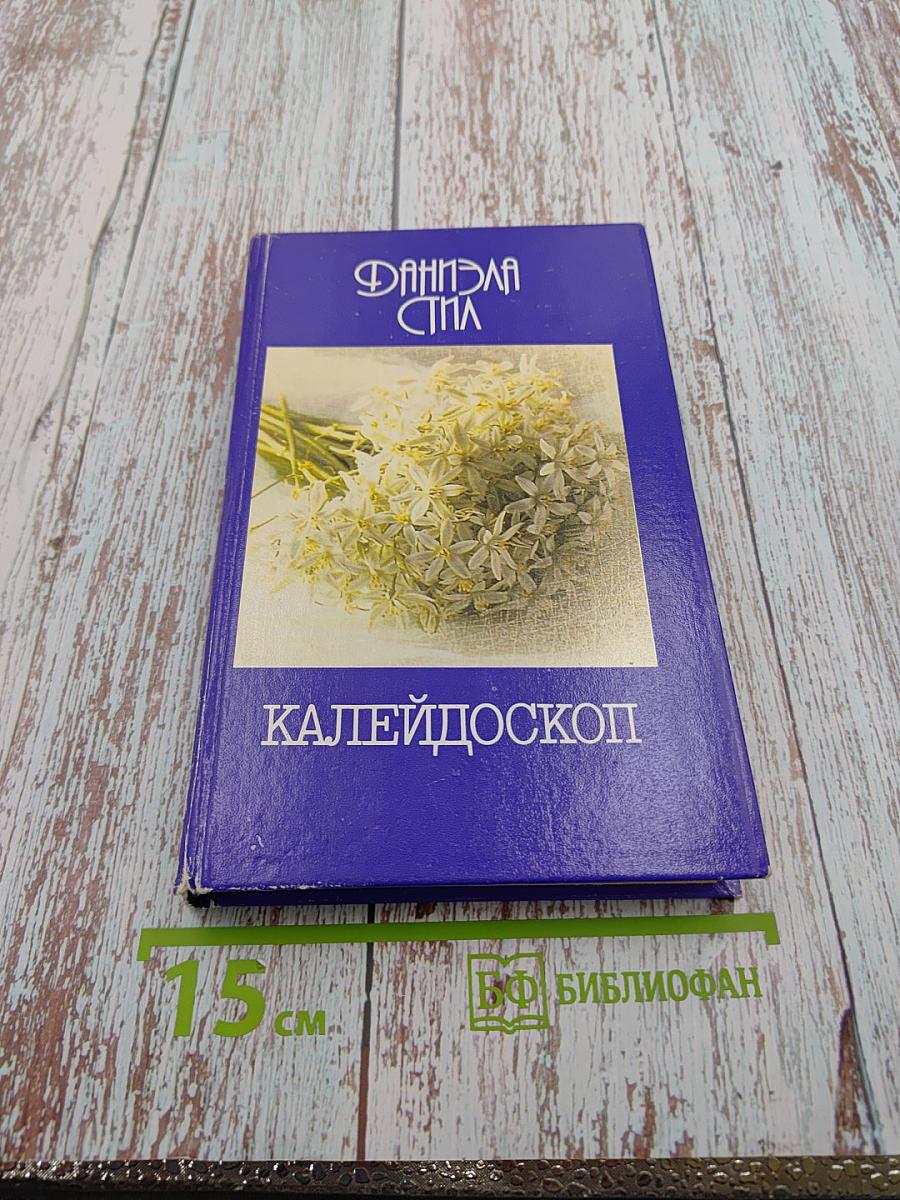 ДАНИЭЛА
СТИЛ
КАЛЕЙДОСКОП
15 см
БФ БИБЛИОФАН